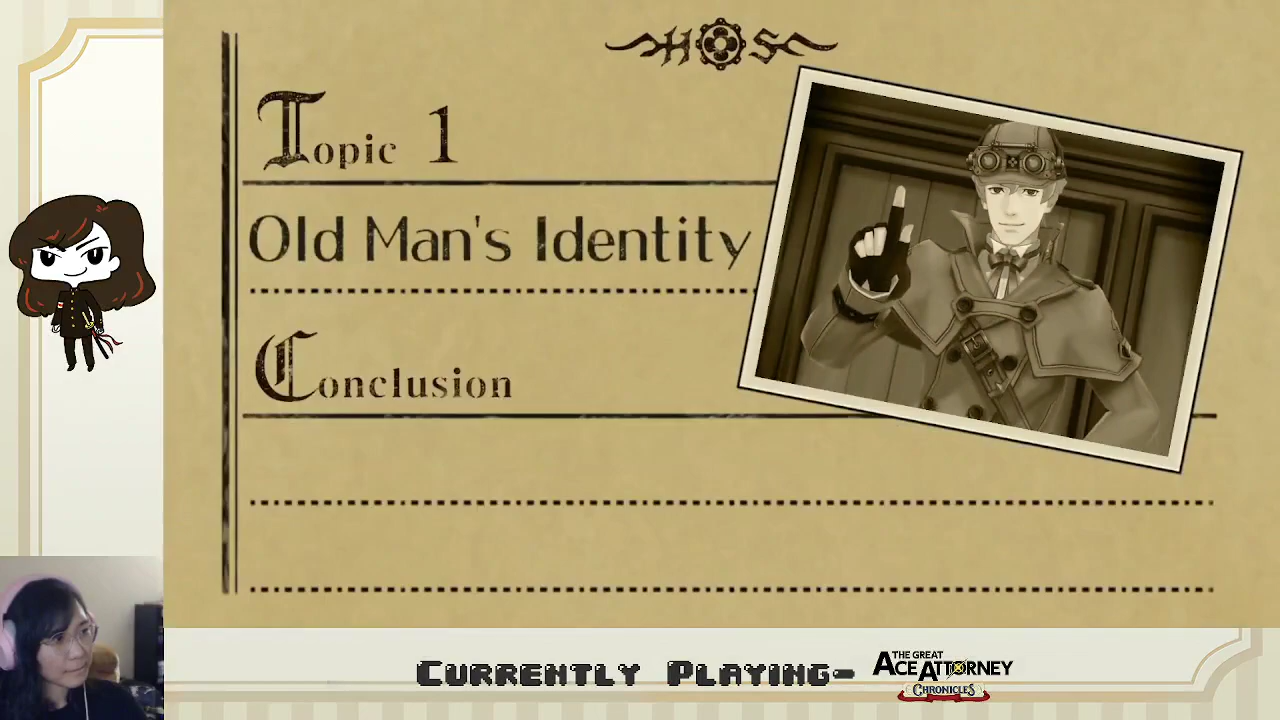 H S
Topic 1
Old Man's Identity
Conclusion
Currently Playing-
THE GREAT
ACE ATTORNEY
CHRONICLES